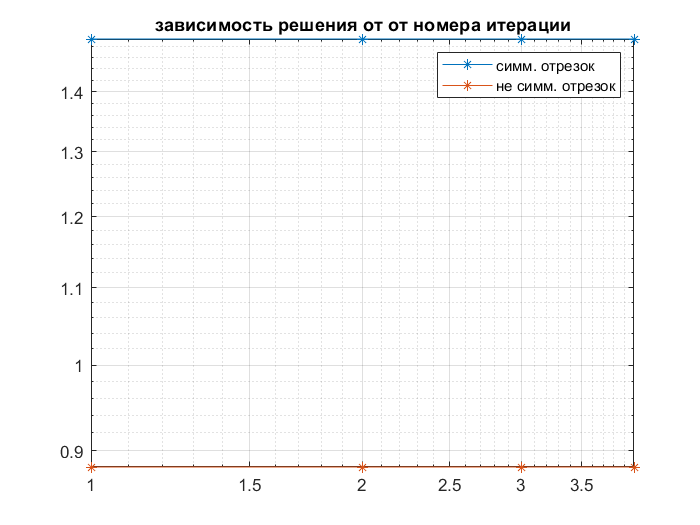 зависимость решения от от номера итерации
симм. отрезок
не симм. отрезок
1.4
1.3
1.2
1.1
1
0.9
1 1.5 2 2.5 3 3.5